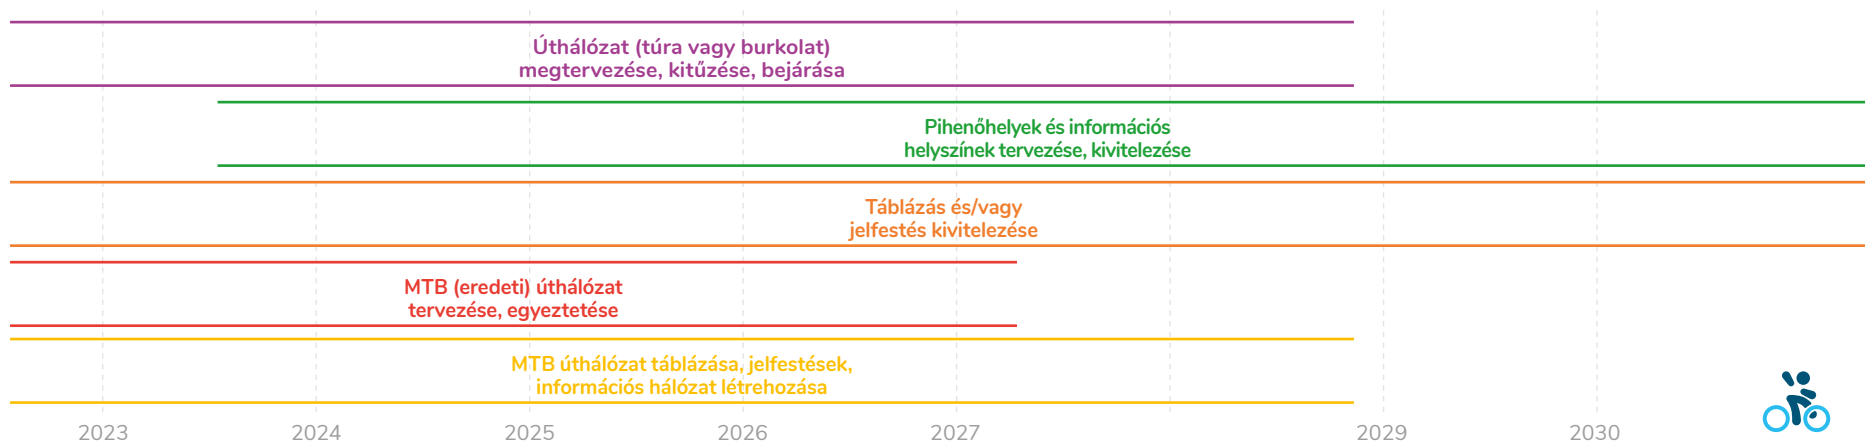 Úthálózat (túra vagy burkolat)
megtervezése, kitűzése, bejárása
Pihenőhelyek és információs
helyszínek tervezése, kivitelezése
Táblázás és/vagy
jelfestés kivitelezése
MTB (eredeti) úthálózat
tervezése, egyeztetése
MTB úthálózat táblázása, jelfestések,
információs hálózat létrehozása
2023 2024 2025 2026 2027 2029 2030